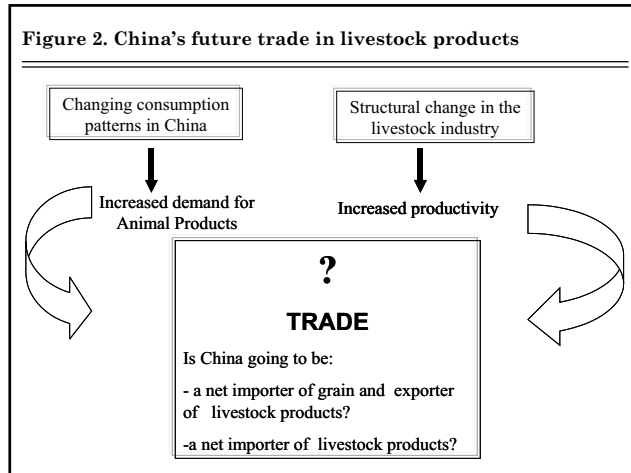 Figure 2. China's future trade in livestock products
Changing consumption
patterns in China
Structural change in the
livestock industry
Increased demand for
Animal Products
Increased productivity
?
TRADE
Is China going to be:
- a net importer of grain and exporter
of livestock products?
-a net importer of livestock products?